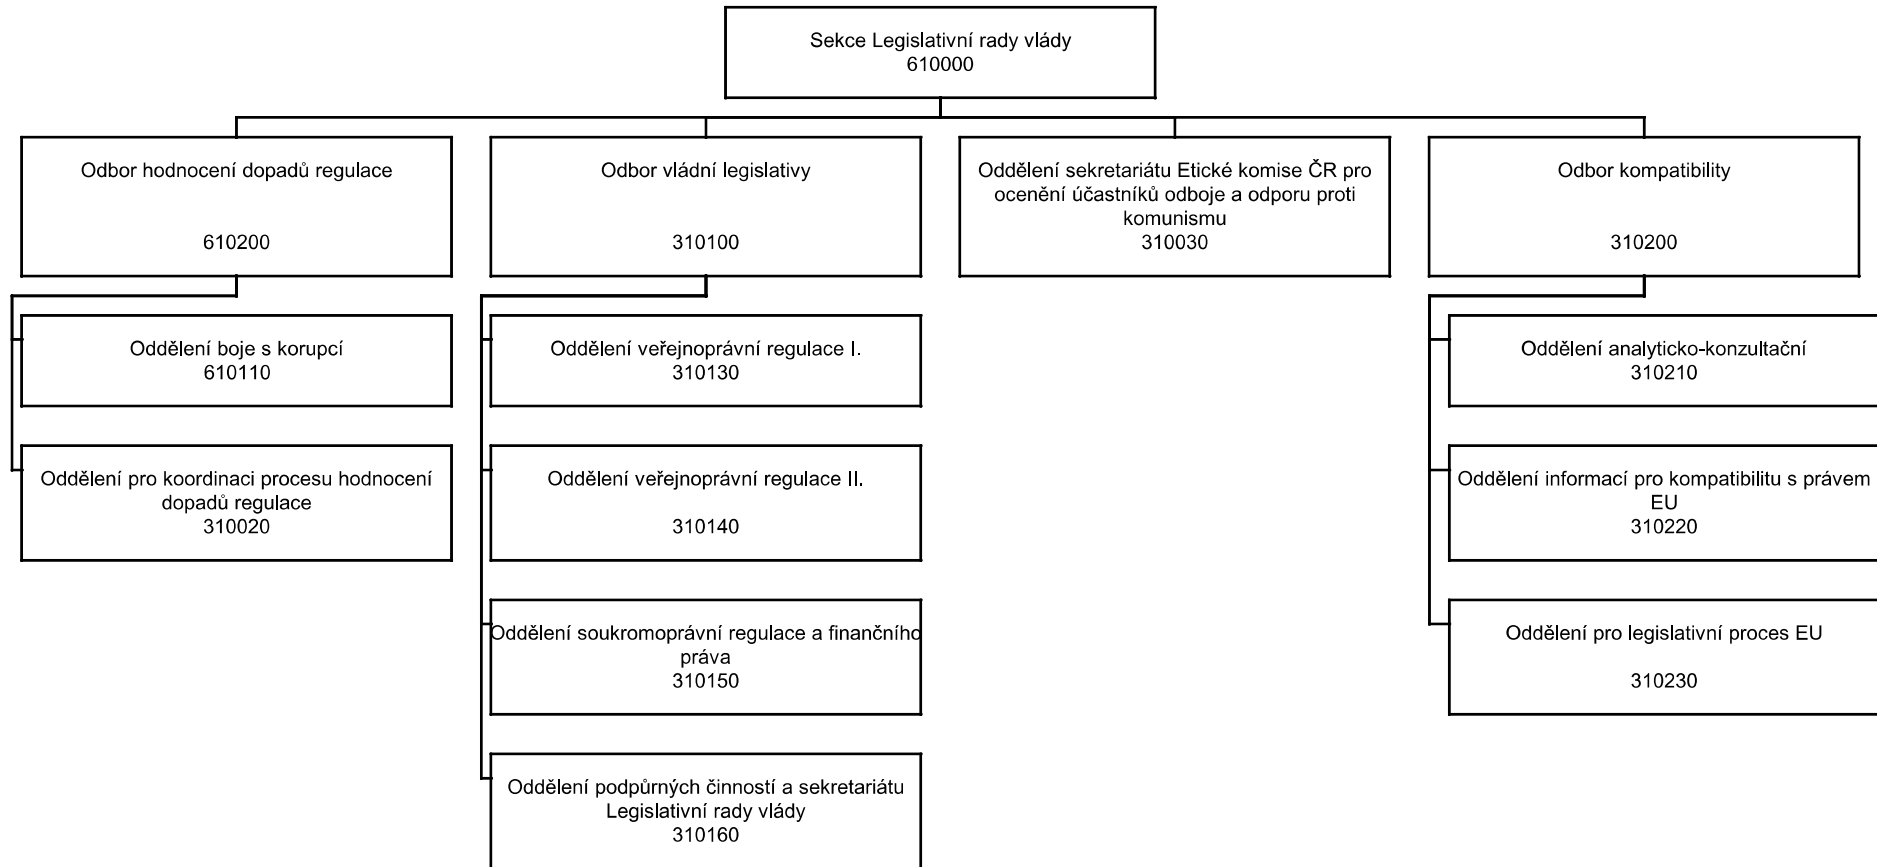 Sekce Legislativní rady vlády
610000
Odbor hodnocení dopadů regulace
610200
Odbor vládní legislativy
310100
Oddělení sekretariátu Etické komise ČR pro
ocenění účastníků odboje a odporu proti
komunismu
310030
Odbor kompatibility
310200
Oddělení boje s korupcí
610110
Oddělení pro koordinaci procesu hodnocení
dopadů regulace
310020
Oddělení veřejnoprávní regulace I.
310130
Oddělení veřejnoprávní regulace II.
310140
Oddělení soukromoprávní regulace a finančního
práva
310150
Oddělení podpůrných činností a sekretariátu
Legislativní rady vlády
310160
Oddělení analyticko-konzultační
310210
Oddělení informací pro kompatibilitu s právem
EU
310220
Oddělení pro legislativní proces EU
310230